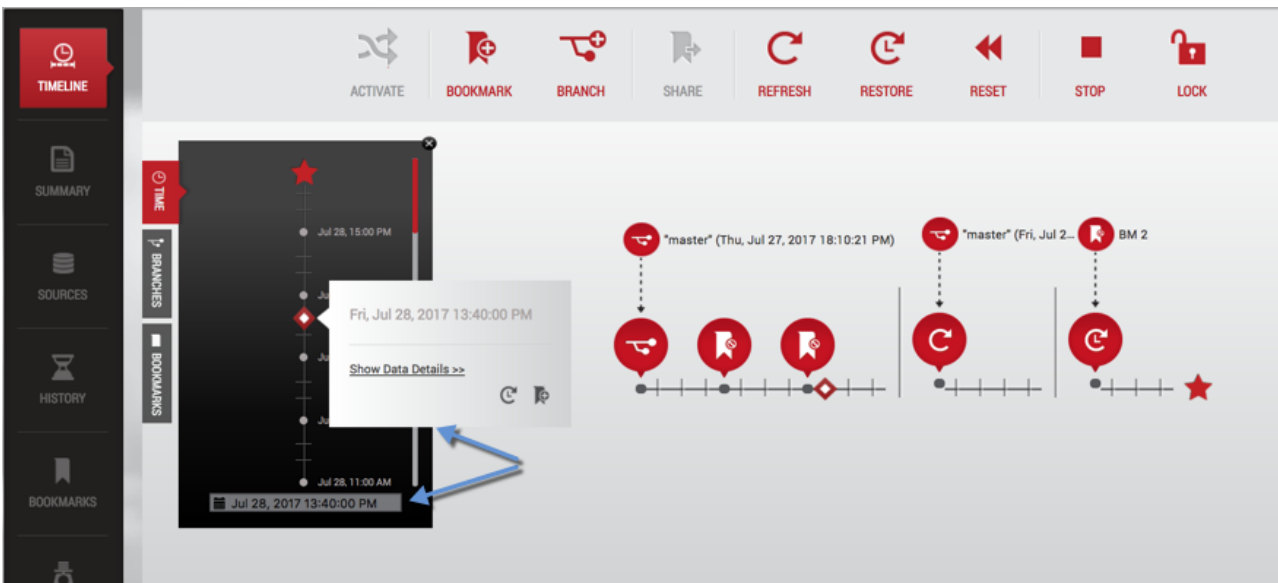 TIMELINE
SUMMARY
SOURCES
HISTORY
BOOKMARKS
ACTIVATE
BOOKMARK
BRANCH
SHARE
REFRESH
RESTORE
RESET
STOP
LOCK
TIME
BRANCHES
BOOKMARKS
Jul 28, 15:00 PM
Fri, Jul 28, 2017 13:40:00 PM
Show Data Details >>
Jul 28, 11:00 AM
Jul 28, 2017 13:40:00 PM
"master" (Thu, Jul 27, 2017 18:10:21 PM)
"master" (Fri, Jul 2...
BM 2